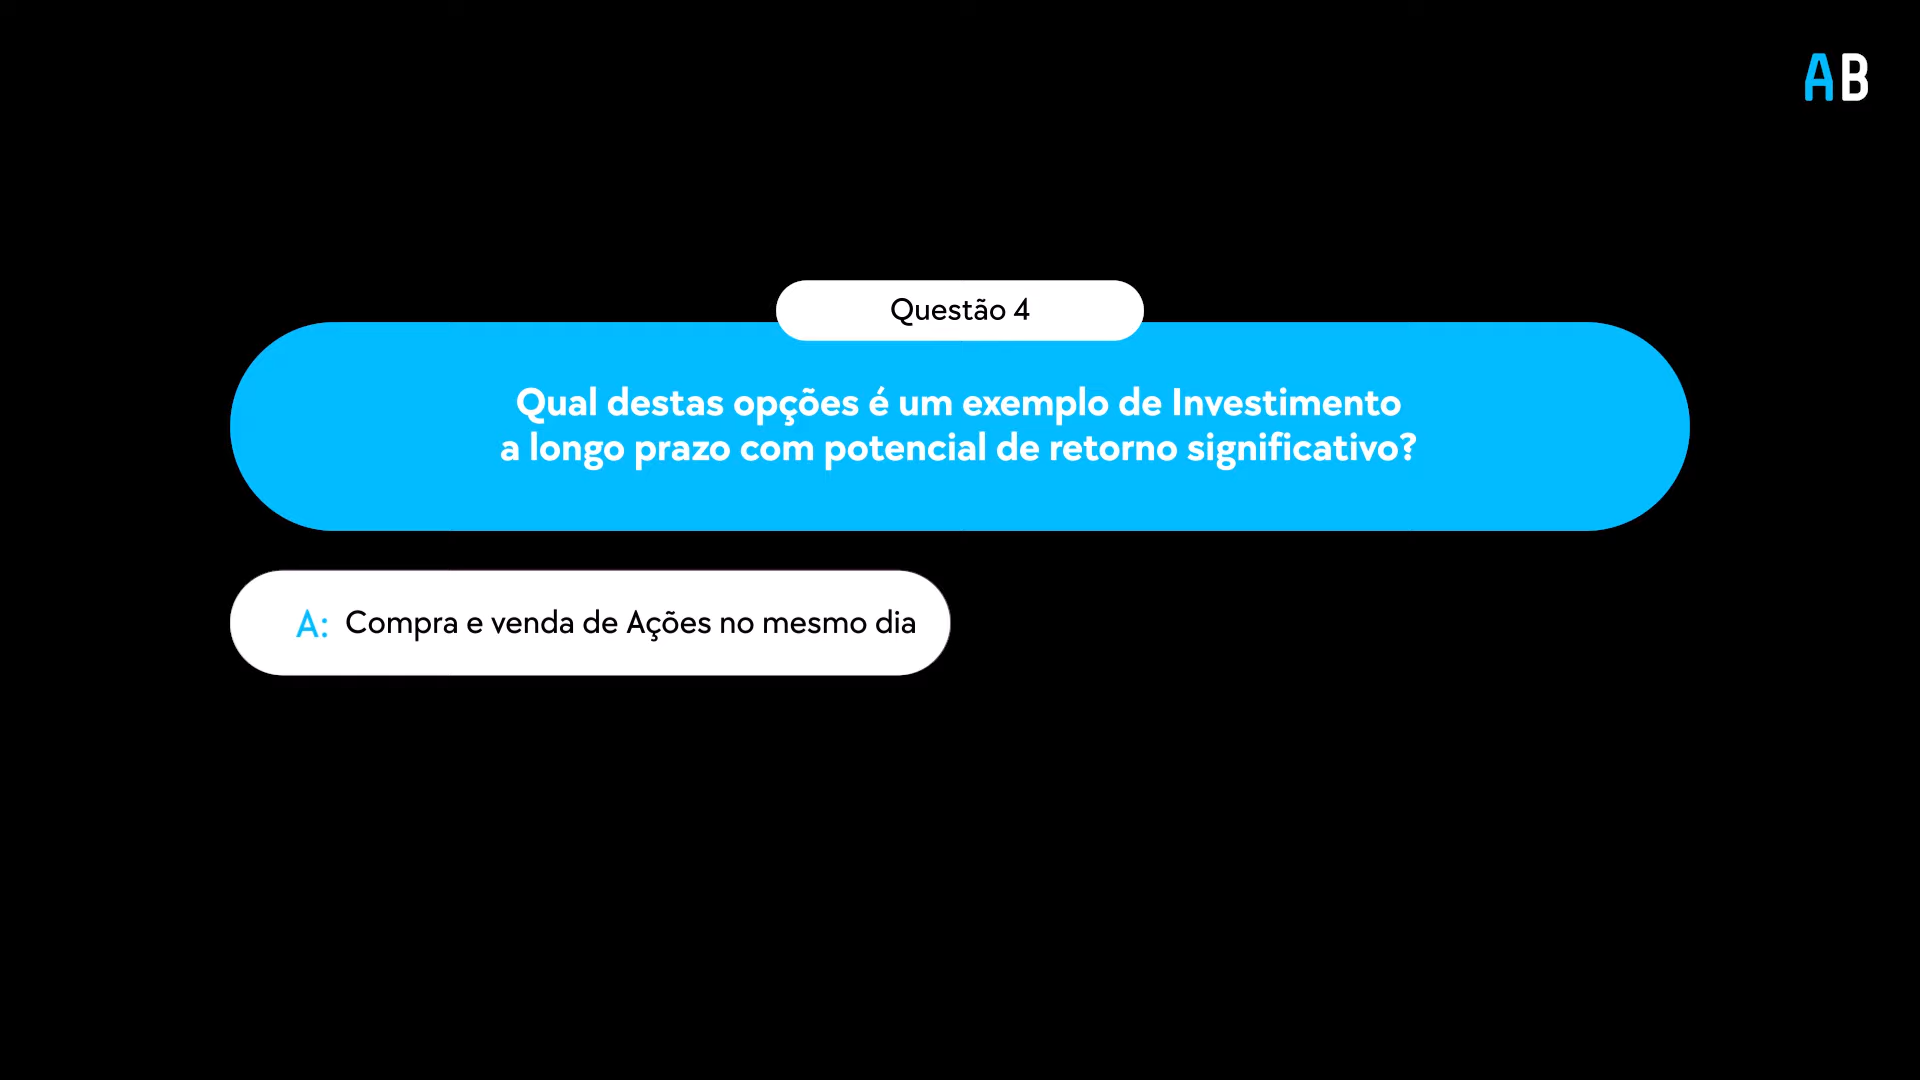 AB
Questão 4
Qual destas opções é um exemplo de Investimento
a longo prazo com potencial de retorno significativo?
A: Compra e venda de Ações no mesmo dia